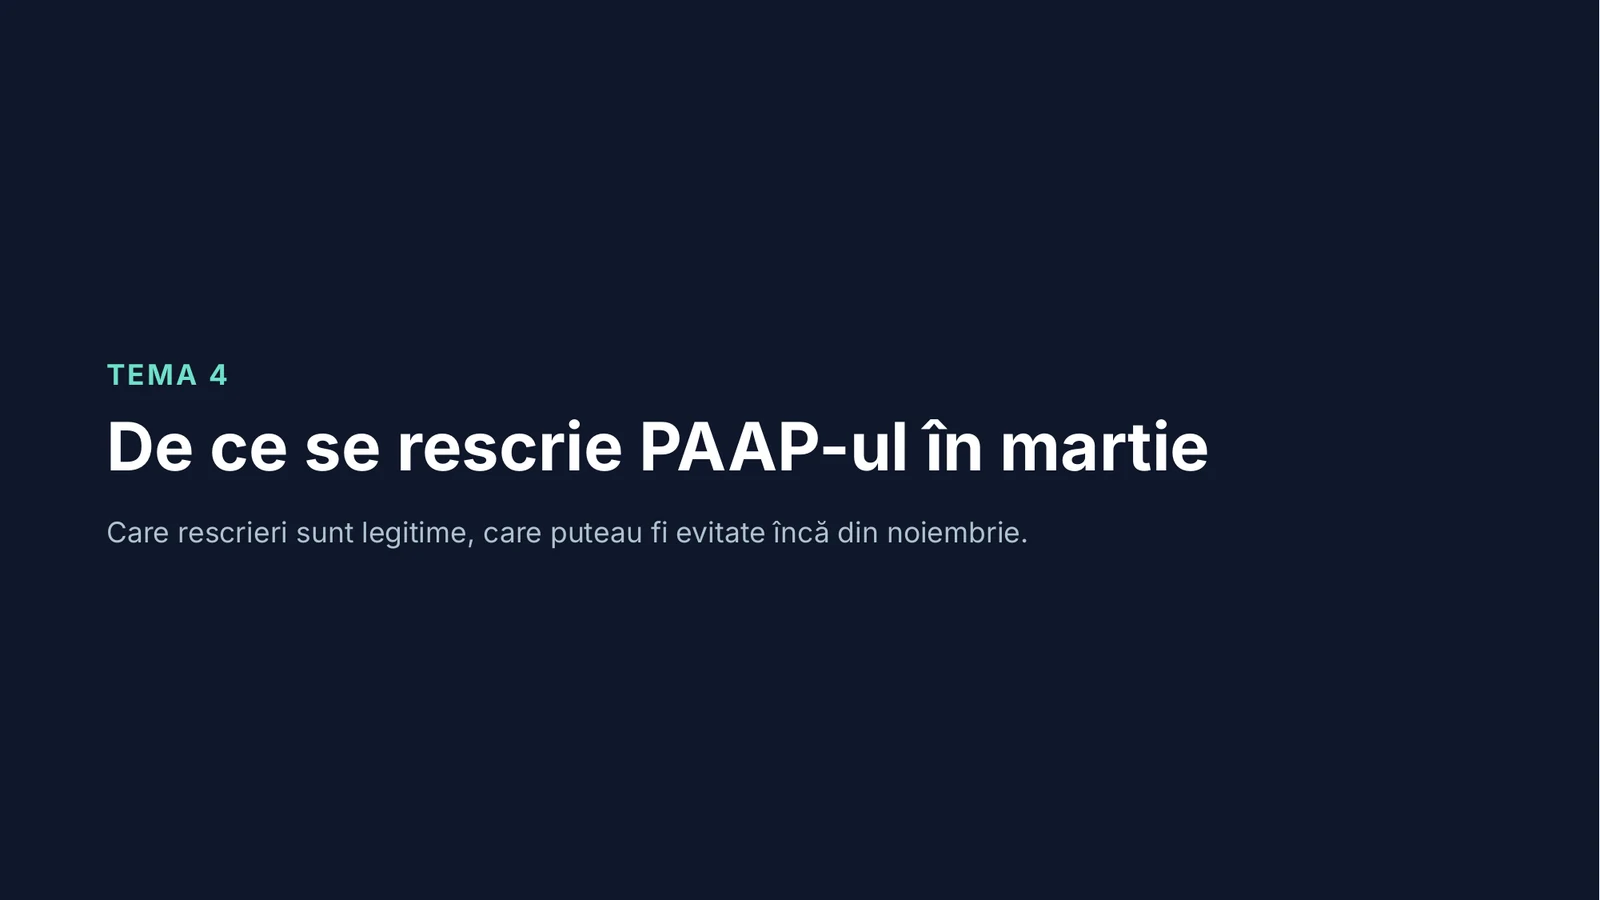 TEMA 4
De ce se rescrie PAAP-ul în martie
Care rescrieri sunt legitime, care puteau fi evitate încă din noiembrie.